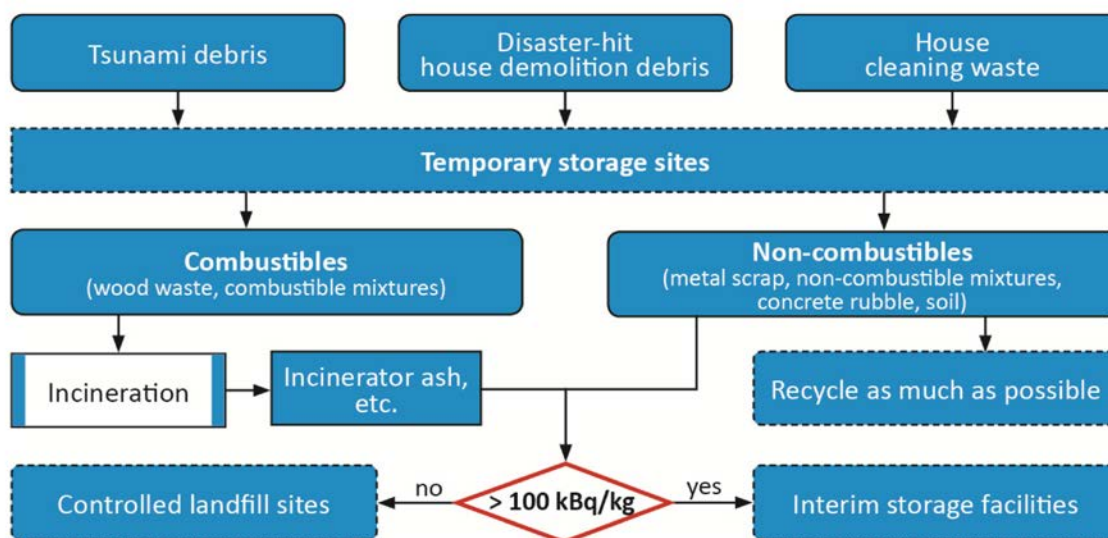 Tsunami debris
Disaster-hit
house demolition debris
House
cleaning waste
Temporary storage sites
Combustibles
(wood waste, combustible mixtures)
Non-combustibles
(metal scrap, non-combustible mixtures,
concrete rubble, soil)
Incineration
Incinerator ash,
etc.
Recycle as much as possible
Controlled landfill sites
no
> 100 kBq/kg
yes
Interim storage facilities